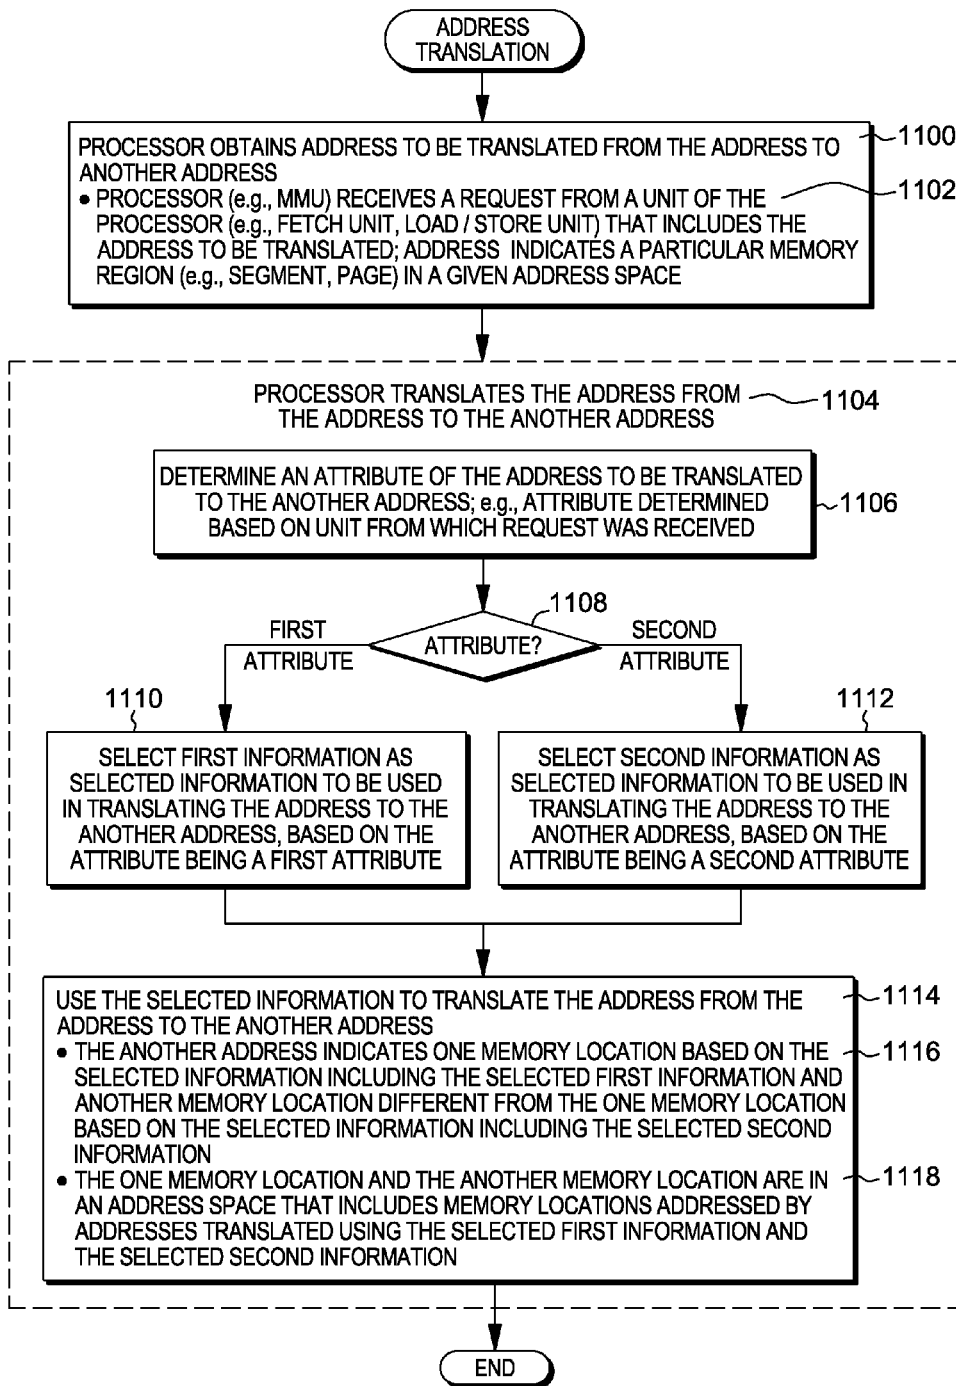 ADDRESS
TRANSLATION
PROCESSOR OBTAINS ADDRESS TO BE TRANSLATED FROM THE ADDRESS TO
ANOTHER ADDRESS
1100
• PROCESSOR (e.g., MMU) RECEIVES A REQUEST FROM A UNIT OF THE
PROCESSOR (e.g., FETCH UNIT, LOAD / STORE UNIT) THAT INCLUDES THE
ADDRESS TO BE TRANSLATED; ADDRESS INDICATES A PARTICULAR MEMORY
REGION (e.g., SEGMENT, PAGE) IN A GIVEN ADDRESS SPACE
1102
PROCESSOR TRANSLATES THE ADDRESS FROM
THE ADDRESS TO THE ANOTHER ADDRESS
1104
DETERMINE AN ATTRIBUTE OF THE ADDRESS TO BE TRANSLATED
TO THE ANOTHER ADDRESS; e.g., ATTRIBUTE DETERMINED
BASED ON UNIT FROM WHICH REQUEST WAS RECEIVED
1106
1108
ATTRIBUTE?
FIRST
ATTRIBUTE
SECOND
ATTRIBUTE
1110
SELECT FIRST INFORMATION AS
SELECTED INFORMATION TO BE USED
IN TRANSLATING THE ADDRESS TO THE
ANOTHER ADDRESS, BASED ON THE
ATTRIBUTE BEING A FIRST ATTRIBUTE
1112
SELECT SECOND INFORMATION AS
SELECTED INFORMATION TO BE USED IN
TRANSLATING THE ADDRESS TO THE
ANOTHER ADDRESS, BASED ON THE
ATTRIBUTE BEING A SECOND ATTRIBUTE
USE THE SELECTED INFORMATION TO TRANSLATE THE ADDRESS FROM THE
ADDRESS TO THE ANOTHER ADDRESS
1114
• THE ANOTHER ADDRESS INDICATES ONE MEMORY LOCATION BASED ON THE
SELECTED INFORMATION INCLUDING THE SELECTED FIRST INFORMATION AND
ANOTHER MEMORY LOCATION DIFFERENT FROM THE ONE MEMORY LOCATION
BASED ON THE SELECTED INFORMATION INCLUDING THE SELECTED SECOND
INFORMATION
1116
• THE ONE MEMORY LOCATION AND THE ANOTHER MEMORY LOCATION ARE IN
AN ADDRESS SPACE THAT INCLUDES MEMORY LOCATIONS ADDRESSED BY
ADDRESSES TRANSLATED USING THE SELECTED FIRST INFORMATION AND
THE SELECTED SECOND INFORMATION
1118
END